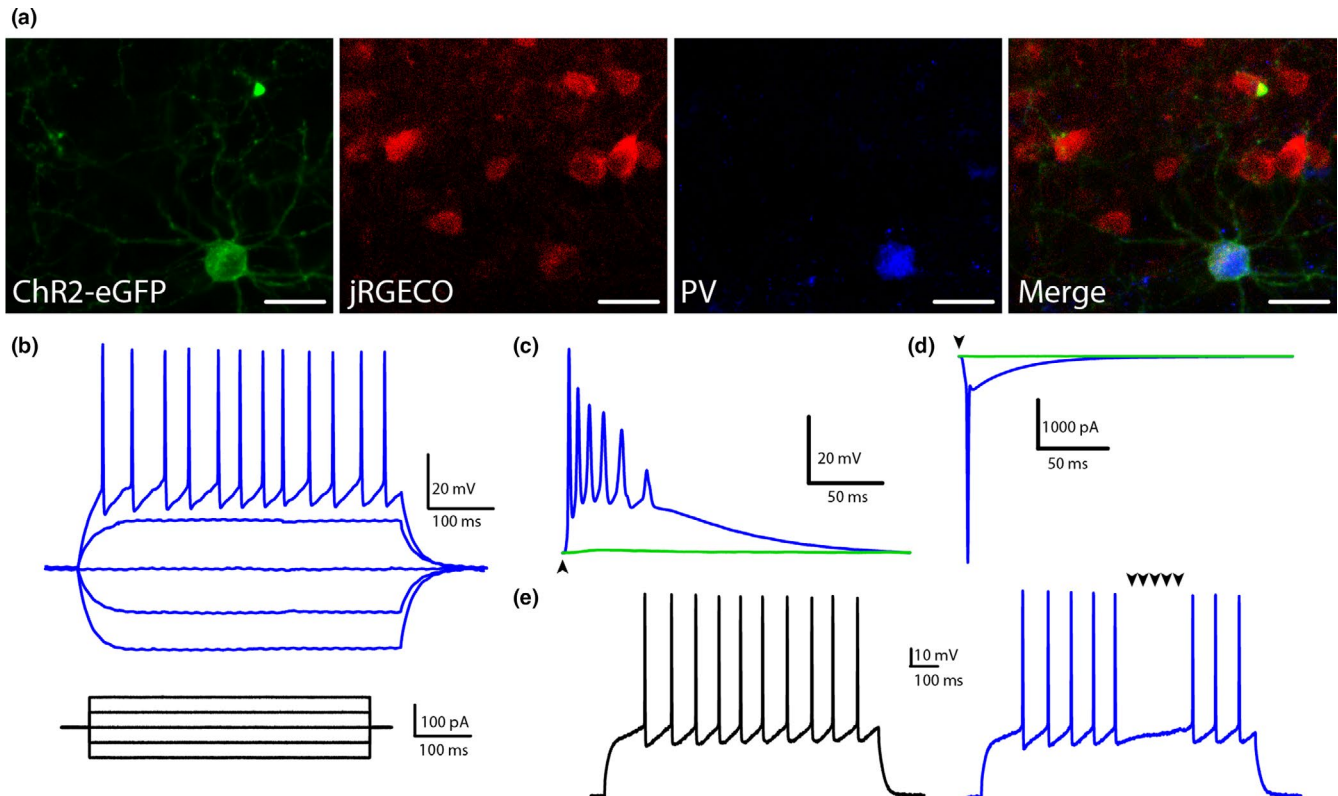 (a)
ChR2-eGFP
jRGECO
PV
Merge
(b)
20 mV
100 ms
100 pA
100 ms
(c)
20 mV
50 ms
(d)
1000 pA
50 ms
(e)
10 mV
100 ms